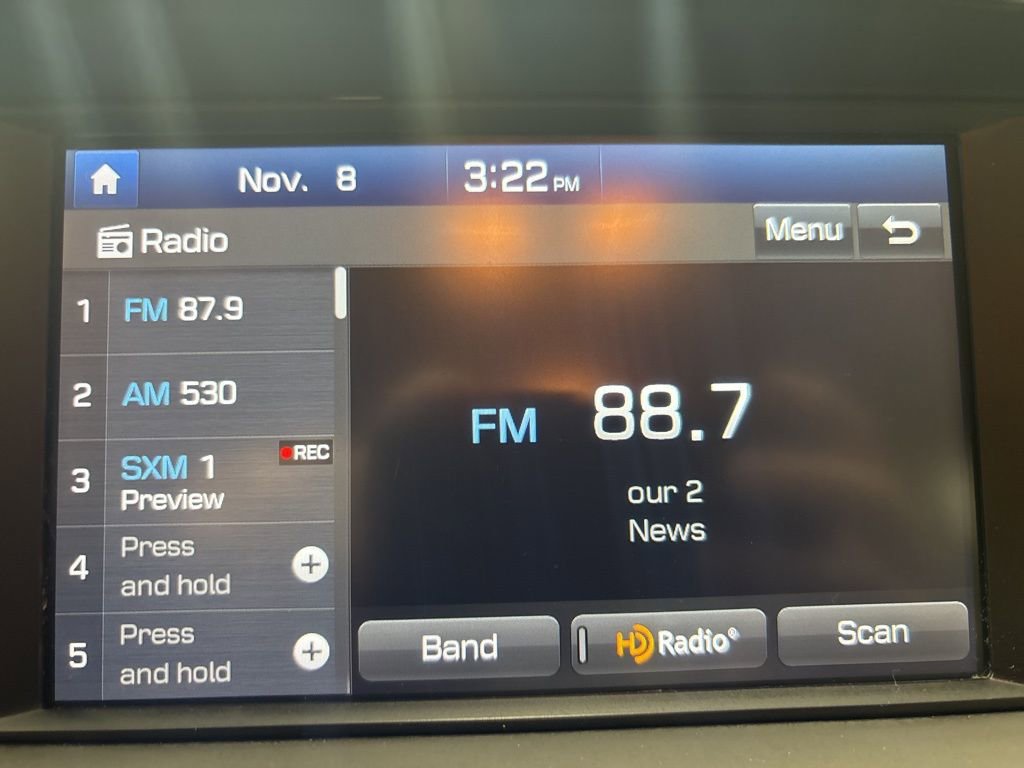 Nov. 8 3:22 PM
Radio Menu
1 FM 87.9
2 AM 530
3 SXM 1 REC
Preview
4 Press
and hold
5 Press
and hold
FM 88.7
our 2
News
Band HD Radio® Scan